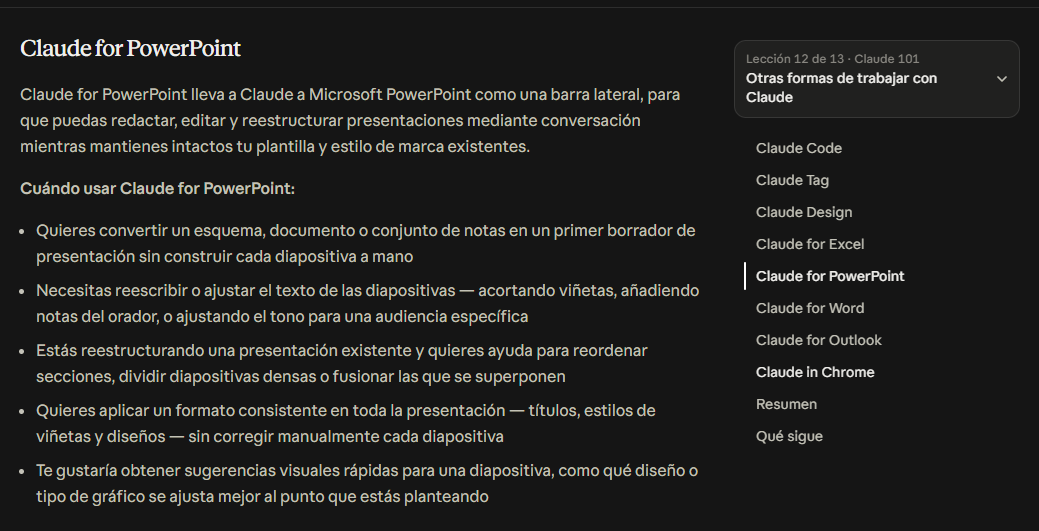 Claude for PowerPoint
Claude for PowerPoint lleva a Claude a Microsoft PowerPoint como una barra lateral, para
que puedas redactar, editar y reestructurar presentaciones mediante conversación
mientras mantienes intactos tu plantilla y estilo de marca existentes.
Cuándo usar Claude for PowerPoint:
• Quieres convertir un esquema, documento o conjunto de notas en un primer borrador de
presentación sin construir cada diapositiva a mano
• Necesitas reescribir o ajustar el texto de las diapositivas — acortando viñetas, añadiendo
notas del orador, o ajustando el tono para una audiencia específica
• Estás reestructurando una presentación existente y quieres ayuda para reordenar
secciones, dividir diapositivas densas o fusionar las que se superponen
• Quieres aplicar un formato consistente en toda la presentación — títulos, estilos de
viñetas y diseños — sin corregir manualmente cada diapositiva
• Te gustaría obtener sugerencias visuales rápidas para una diapositiva, como qué diseño o
tipo de gráfico se ajusta mejor al punto que estás planteando
Lección 12 de 13 · Claude 101
Otras formas de trabajar con
Claude
Claude Code
Claude Tag
Claude Design
Claude for Excel
Claude for PowerPoint
Claude for Word
Claude for Outlook
Claude in Chrome
Resumen
Qué sigue